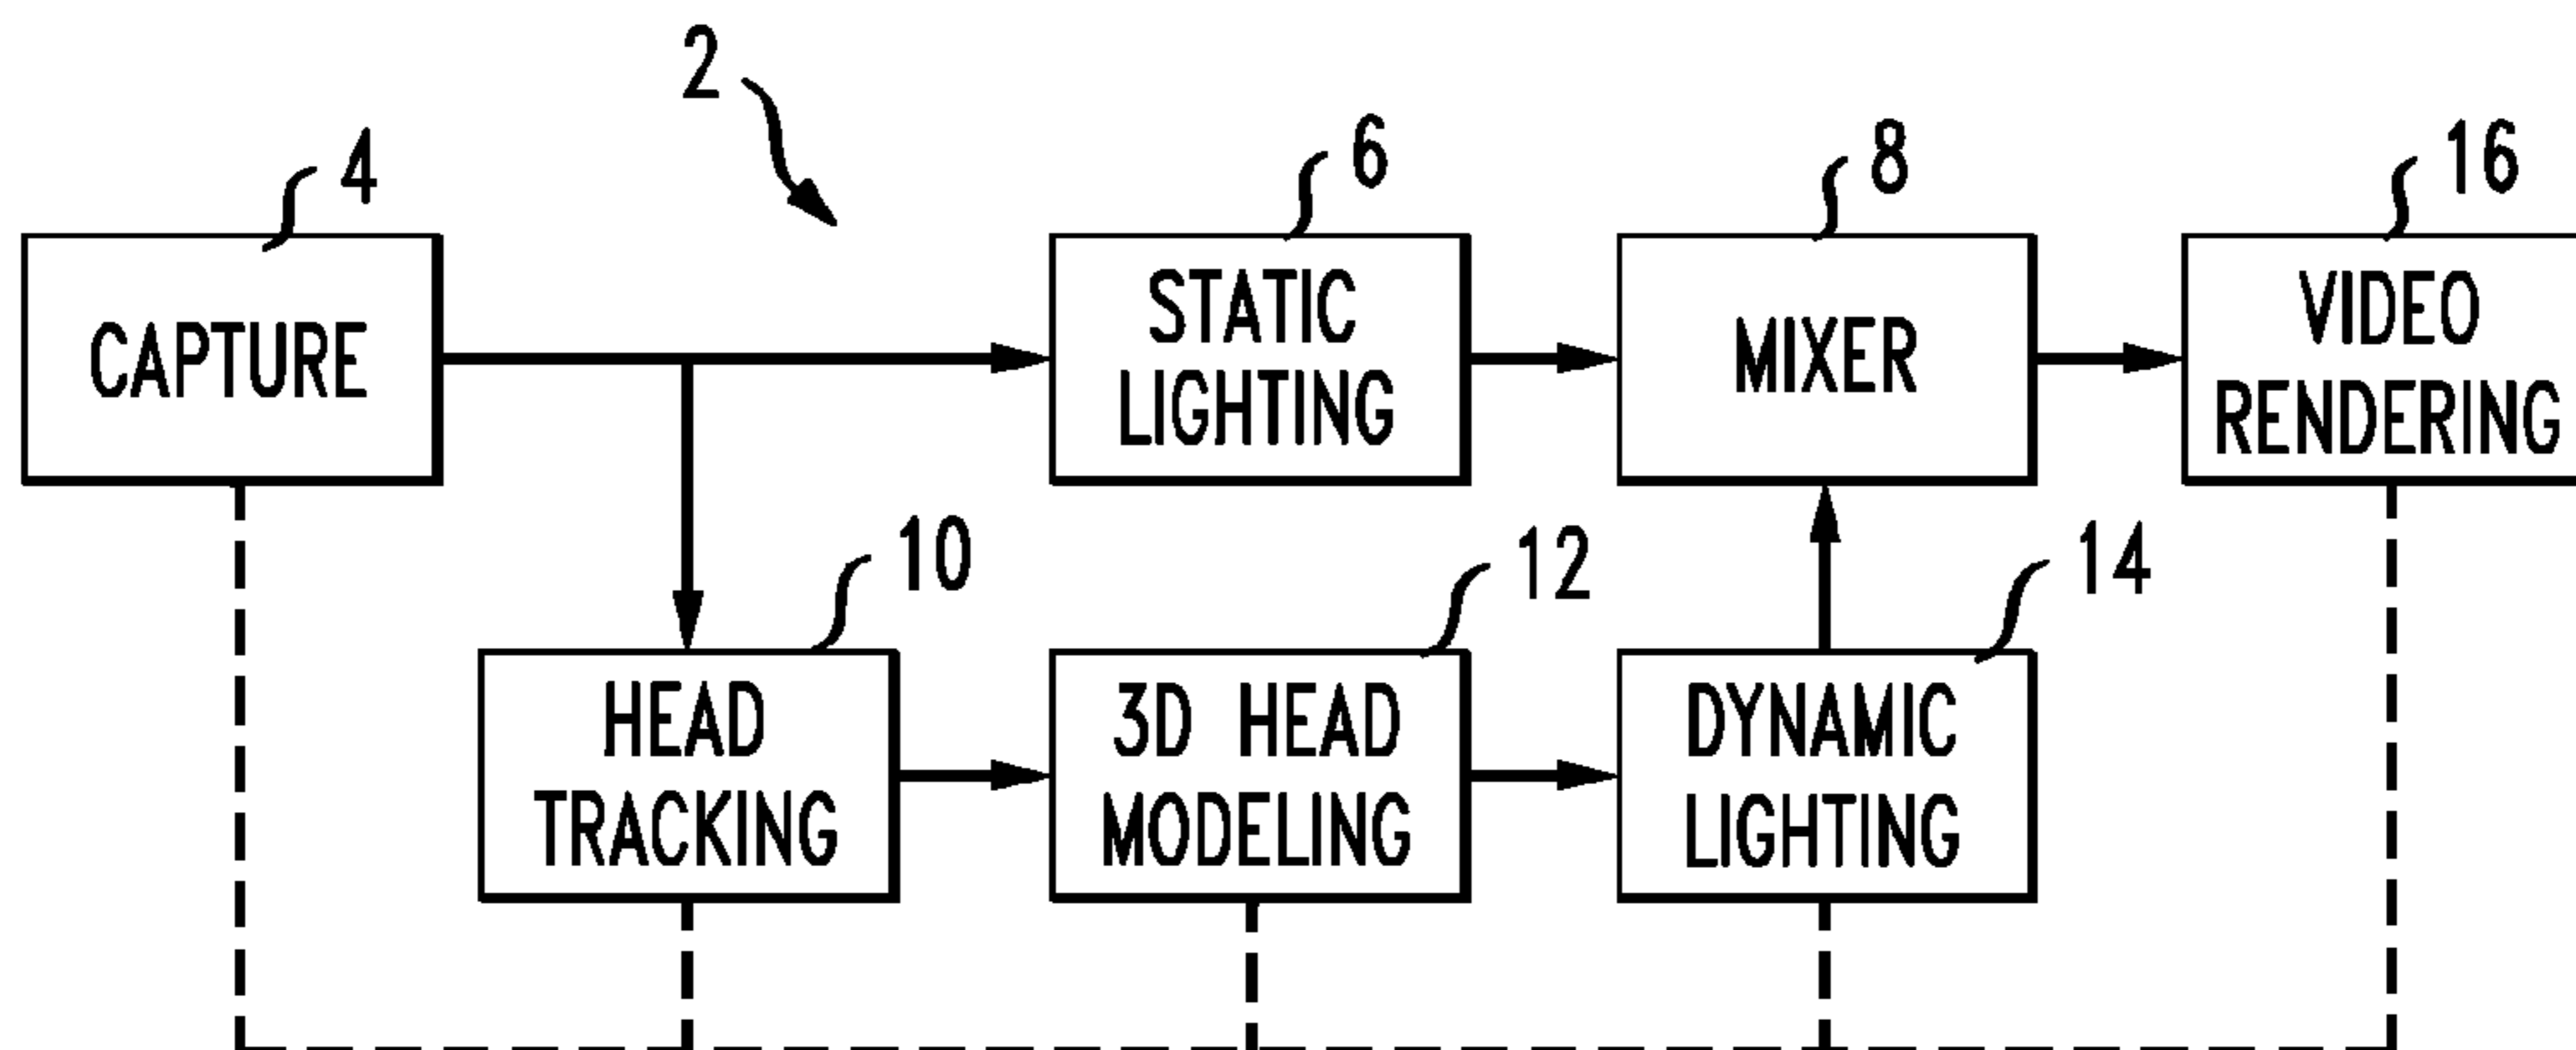 2
4
6
8
16
CAPTURE
STATIC
LIGHTING
MIXER
VIDEO
RENDERING
10
12
14
HEAD
TRACKING
3D HEAD
MODELING
DYNAMIC
LIGHTING